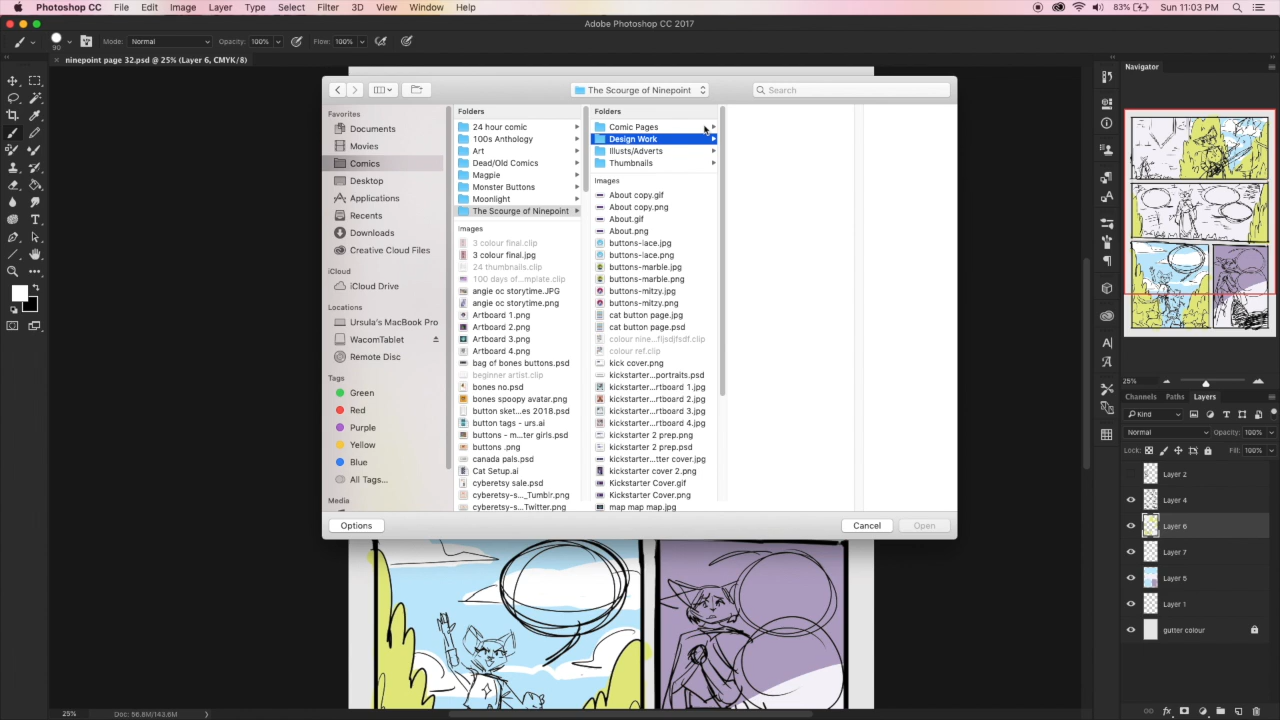 Photoshop CC File Edit Image Layer Type Select Filter 3D View Window Help 83% Sun 11:03 PM
Adobe Photoshop CC 2017
90 Mode: Normal Opacity: 100% Flow: 100%
ninepoint page 32.psd @ 25% (Layer 6, CMYK/8)
The Scourge of Ninepoint
Search
Favorites
Documents
Movies
Comics
Desktop
Applications
Recents
Downloads
Creative Cloud Files
iCloud
iCloud Drive
Locations
Ursula's MacBook Pro
WacomTablet
Remote Disc
Tags
Green
Red
Purple
Yellow
Blue
All Tags...
Media
Folders
24 hour comic
100s Anthology
Art
Dead/Old Comics
Magpie
Monster Buttons
Moonlight
The Scourge of Ninepoint
Images
3 colour final.clip
3 colour final.jpg
24 thumbnails.clip
100 days of...mplate.clip
angie oc storytime.JPG
angie oc storytime.png
Artboard 1.png
Artboard 2.png
Artboard 3.png
Artboard 4.png
bag of bones buttons.psd
beginner artist.clip
bones no.psd
bones spoopy avatar.png
button sket...es 2018.psd
button tags - urs.ai
buttons - m...ter girls.psd
buttons .png
canada pals.psd
Cat Setup.ai
cyberetsy sale.psd
cyberetsy-s..._Tumblr.png
cyberetsy-s...Twitter.png
Folders
Comic Pages
Design Work
Illusts/Adverts
Thumbnails
Images
About copy.gif
About copy.png
About.gif
About.png
buttons-lace.jpg
buttons-lace.png
buttons-marble.jpg
buttons-marble.png
buttons-mitzy.jpg
buttons-mitzy.png
cat button page.jpg
cat button page.psd
colour nine...fljsdjfsdf.clip
colour ref.clip
kick cover.png
kickstarter...portraits.psd
kickstarter...rtboard 1.jpg
kickstarter...rtboard 2.jpg
kickstarter...rtboard 3.jpg
kickstarter...rtboard 4.jpg
kickstarter 2 prep.png
kickstarter 2 prep.psd
kickstarter...tter cover.jpg
kickstarter cover 2.png
Kickstarter Cover.gif
Kickstarter Cover.png
map map map.jpg
Options
Cancel
Open
Navigator
25%
Channels Paths Layers
Kind
Normal Opacity: 100%
Lock: Fill: 100%
Layer 2
Layer 4
Layer 6
Layer 7
Layer 5
Layer 1
gutter colour
25% Doc: 56.8M/143.6M